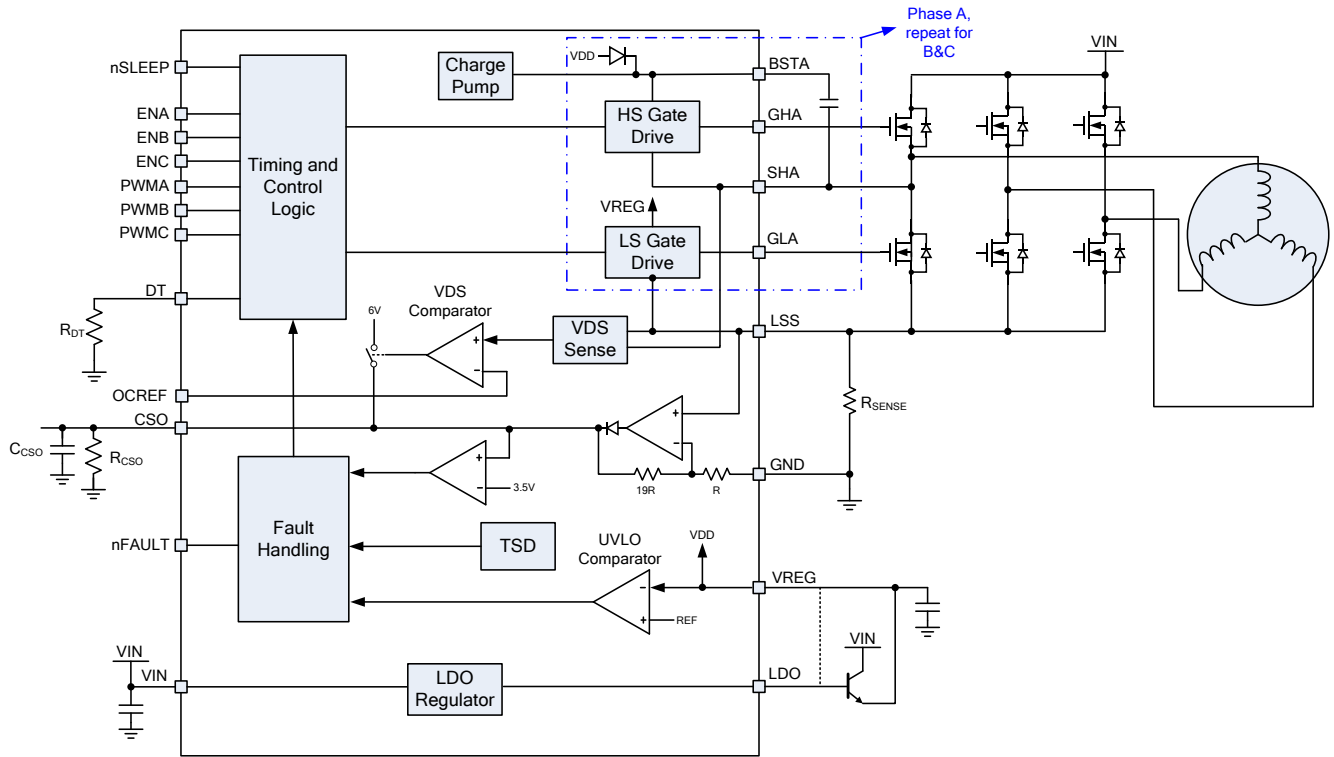 Phase A,
repeat for
B&C
VIN
nSLEEP
ENA
ENB
ENC
PWMA
PWMB
PWMC
DT
RDT
Timing and
Control
Logic
Charge
Pump
VDD
BSTA
HS Gate
Drive
GHA
SHA
VREG
LS Gate
Drive
GLA
VDS
Comparator
6V
+
−
VDS
Sense
LSS
RSENSE
OCREF
CSO
CCSO
RCSO
+
−
3.5V
+
−
19R
R
GND
nFAULT
Fault
Handling
TSD
UVLO
Comparator
VDD
−
+
REF
VREG
VIN
VIN
LDO
Regulator
LDO
VIN